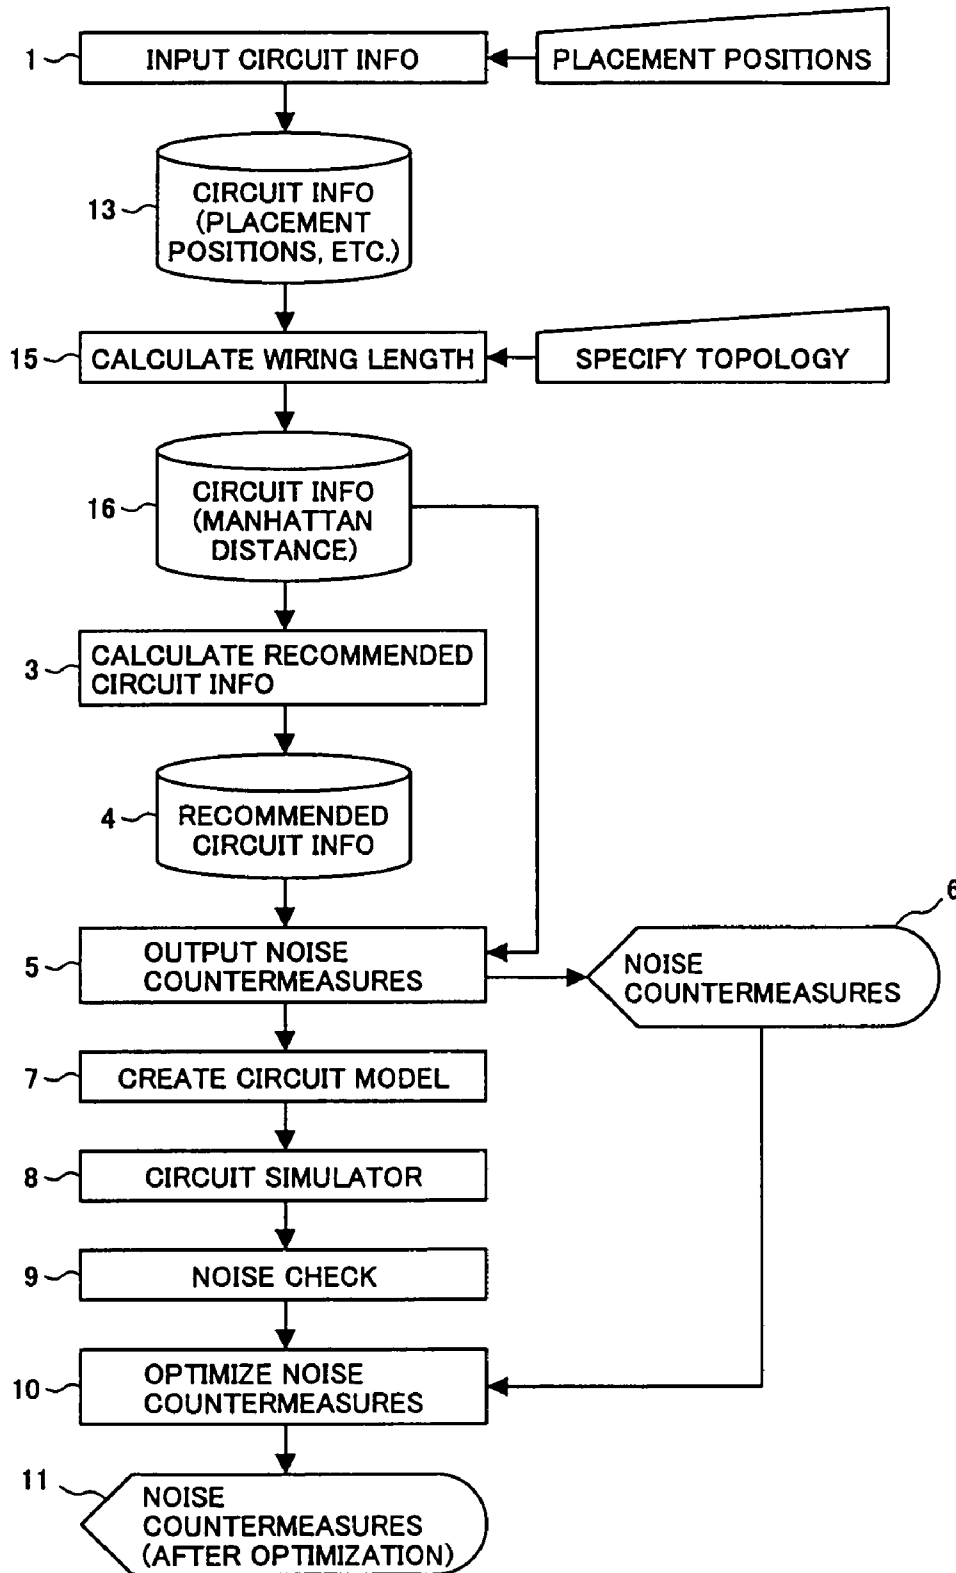 1
INPUT CIRCUIT INFO
PLACEMENT POSITIONS
13
CIRCUIT INFO
(PLACEMENT
POSITIONS, ETC.)
15
CALCULATE WIRING LENGTH
SPECIFY TOPOLOGY
16
CIRCUIT INFO
(MANHATTAN
DISTANCE)
3
CALCULATE RECOMMENDED
CIRCUIT INFO
4
RECOMMENDED
CIRCUIT INFO
5
OUTPUT NOISE
COUNTERMEASURES
6
NOISE
COUNTERMEASURES
7
CREATE CIRCUIT MODEL
8
CIRCUIT SIMULATOR
9
NOISE CHECK
10
OPTIMIZE NOISE
COUNTERMEASURES
11
NOISE
COUNTERMEASURES
(AFTER OPTIMIZATION)